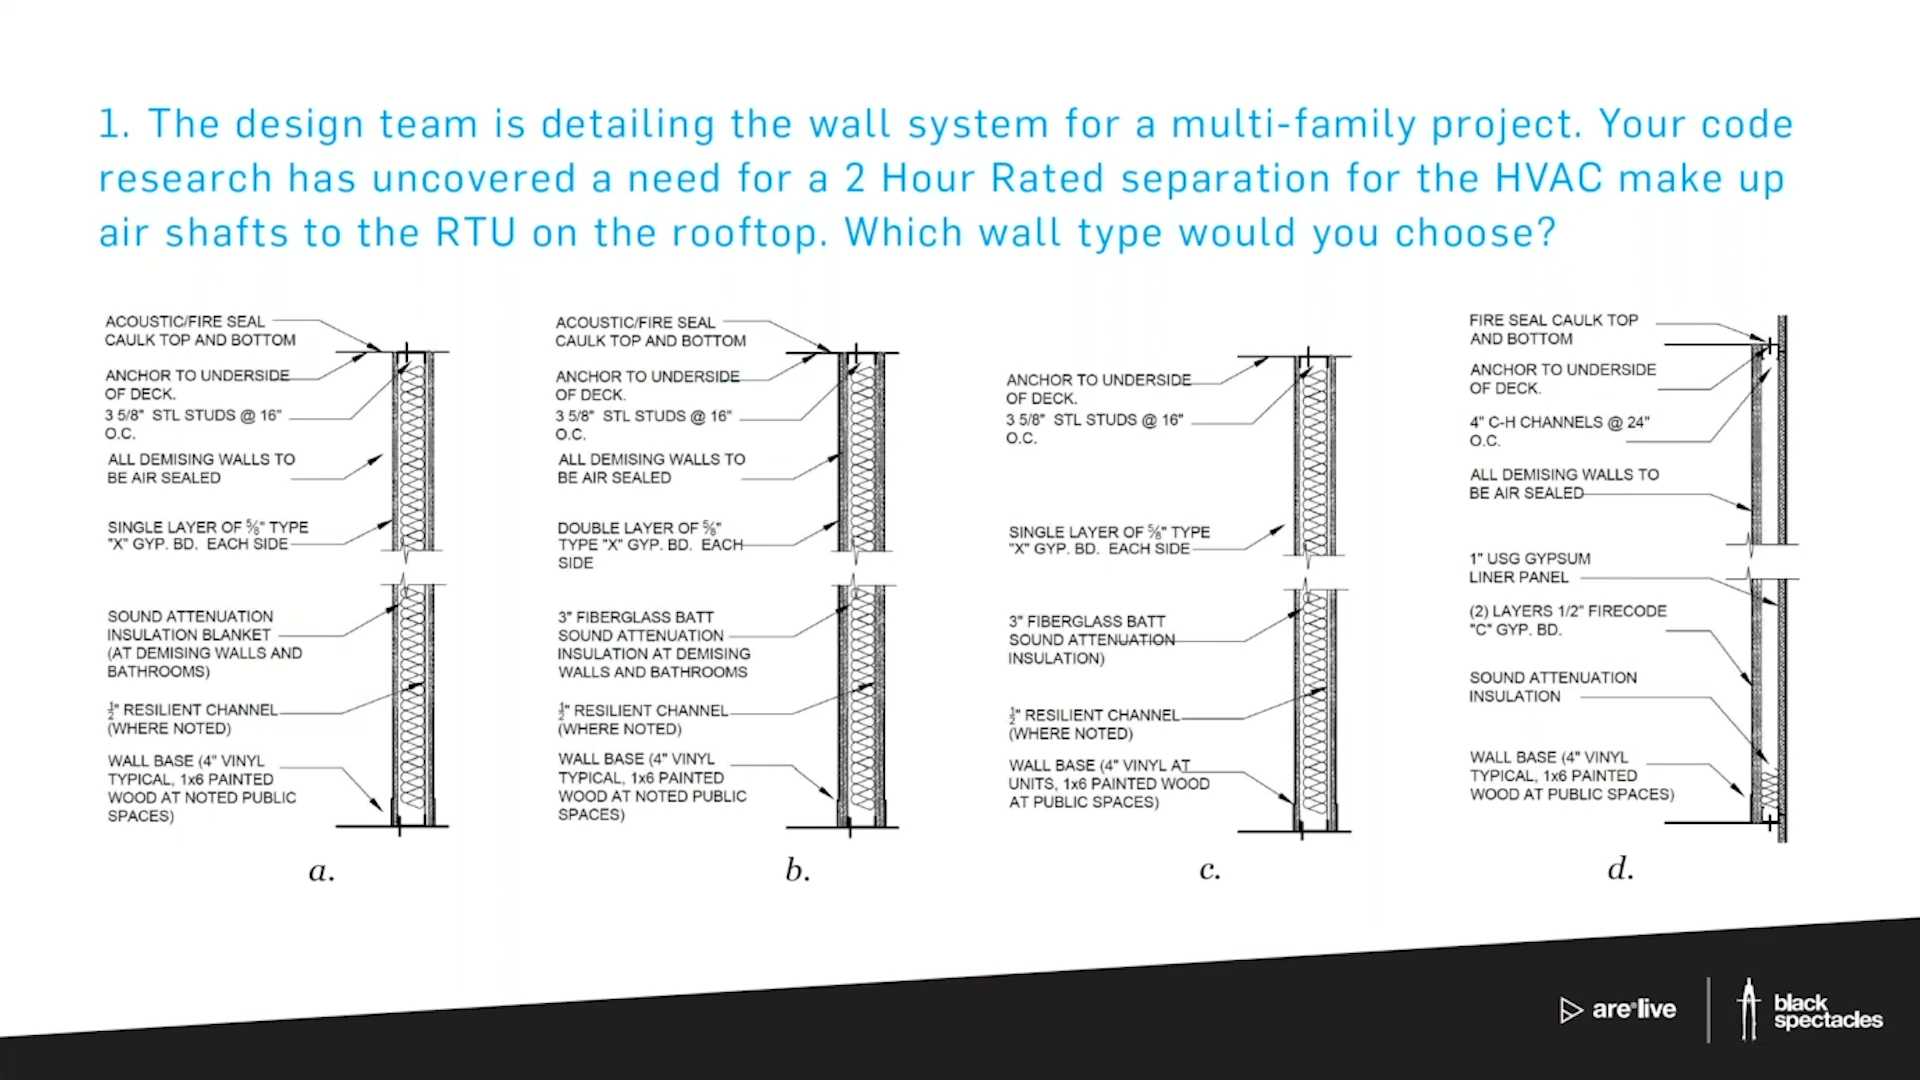 1. The design team is detailing the wall system for a multi-family project. Your code
research has uncovered a need for a 2 Hour Rated separation for the HVAC make up
air shafts to the RTU on the rooftop. Which wall type would you choose?
ACOUSTIC/FIRE SEAL
CAULK TOP AND BOTTOM
ANCHOR TO UNDERSIDE
OF DECK.
3 5/8" STL STUDS @ 16"
O.C.
ALL DEMISING WALLS TO
BE AIR SEALED
SINGLE LAYER OF ⅝" TYPE
"X" GYP. BD. EACH SIDE
SOUND ATTENUATION
INSULATION BLANKET
(AT DEMISING WALLS AND
BATHROOMS)
½" RESILIENT CHANNEL
(WHERE NOTED)
WALL BASE (4" VINYL
TYPICAL, 1x6 PAINTED
WOOD AT NOTED PUBLIC
SPACES)
a.
ACOUSTIC/FIRE SEAL
CAULK TOP AND BOTTOM
ANCHOR TO UNDERSIDE
OF DECK.
3 5/8" STL STUDS @ 16"
O.C.
ALL DEMISING WALLS TO
BE AIR SEALED
DOUBLE LAYER OF ⅝"
TYPE "X" GYP. BD. EACH
SIDE
3" FIBERGLASS BATT
SOUND ATTENUATION
INSULATION AT DEMISING
WALLS AND BATHROOMS
½" RESILIENT CHANNEL
(WHERE NOTED)
WALL BASE (4" VINYL
TYPICAL, 1x6 PAINTED
WOOD AT NOTED PUBLIC
SPACES)
b.
ANCHOR TO UNDERSIDE
OF DECK.
3 5/8" STL STUDS @ 16"
O.C.
SINGLE LAYER OF ⅝" TYPE
"X" GYP. BD. EACH SIDE
3" FIBERGLASS BATT
SOUND ATTENUATION
INSULATION)
½" RESILIENT CHANNEL
(WHERE NOTED)
WALL BASE (4" VINYL AT
UNITS, 1x6 PAINTED WOOD
AT PUBLIC SPACES)
c.
FIRE SEAL CAULK TOP
AND BOTTOM
ANCHOR TO UNDERSIDE
OF DECK.
4" C-H CHANNELS @ 24"
O.C.
ALL DEMISING WALLS TO
BE AIR SEALED
1" USG GYPSUM
LINER PANEL
(2) LAYERS 1/2" FIRECODE
"C" GYP. BD.
SOUND ATTENUATION
INSULATION
WALL BASE (4" VINYL
TYPICAL, 1x6 PAINTED
WOOD AT PUBLIC SPACES)
d.
are live
black
spectacles